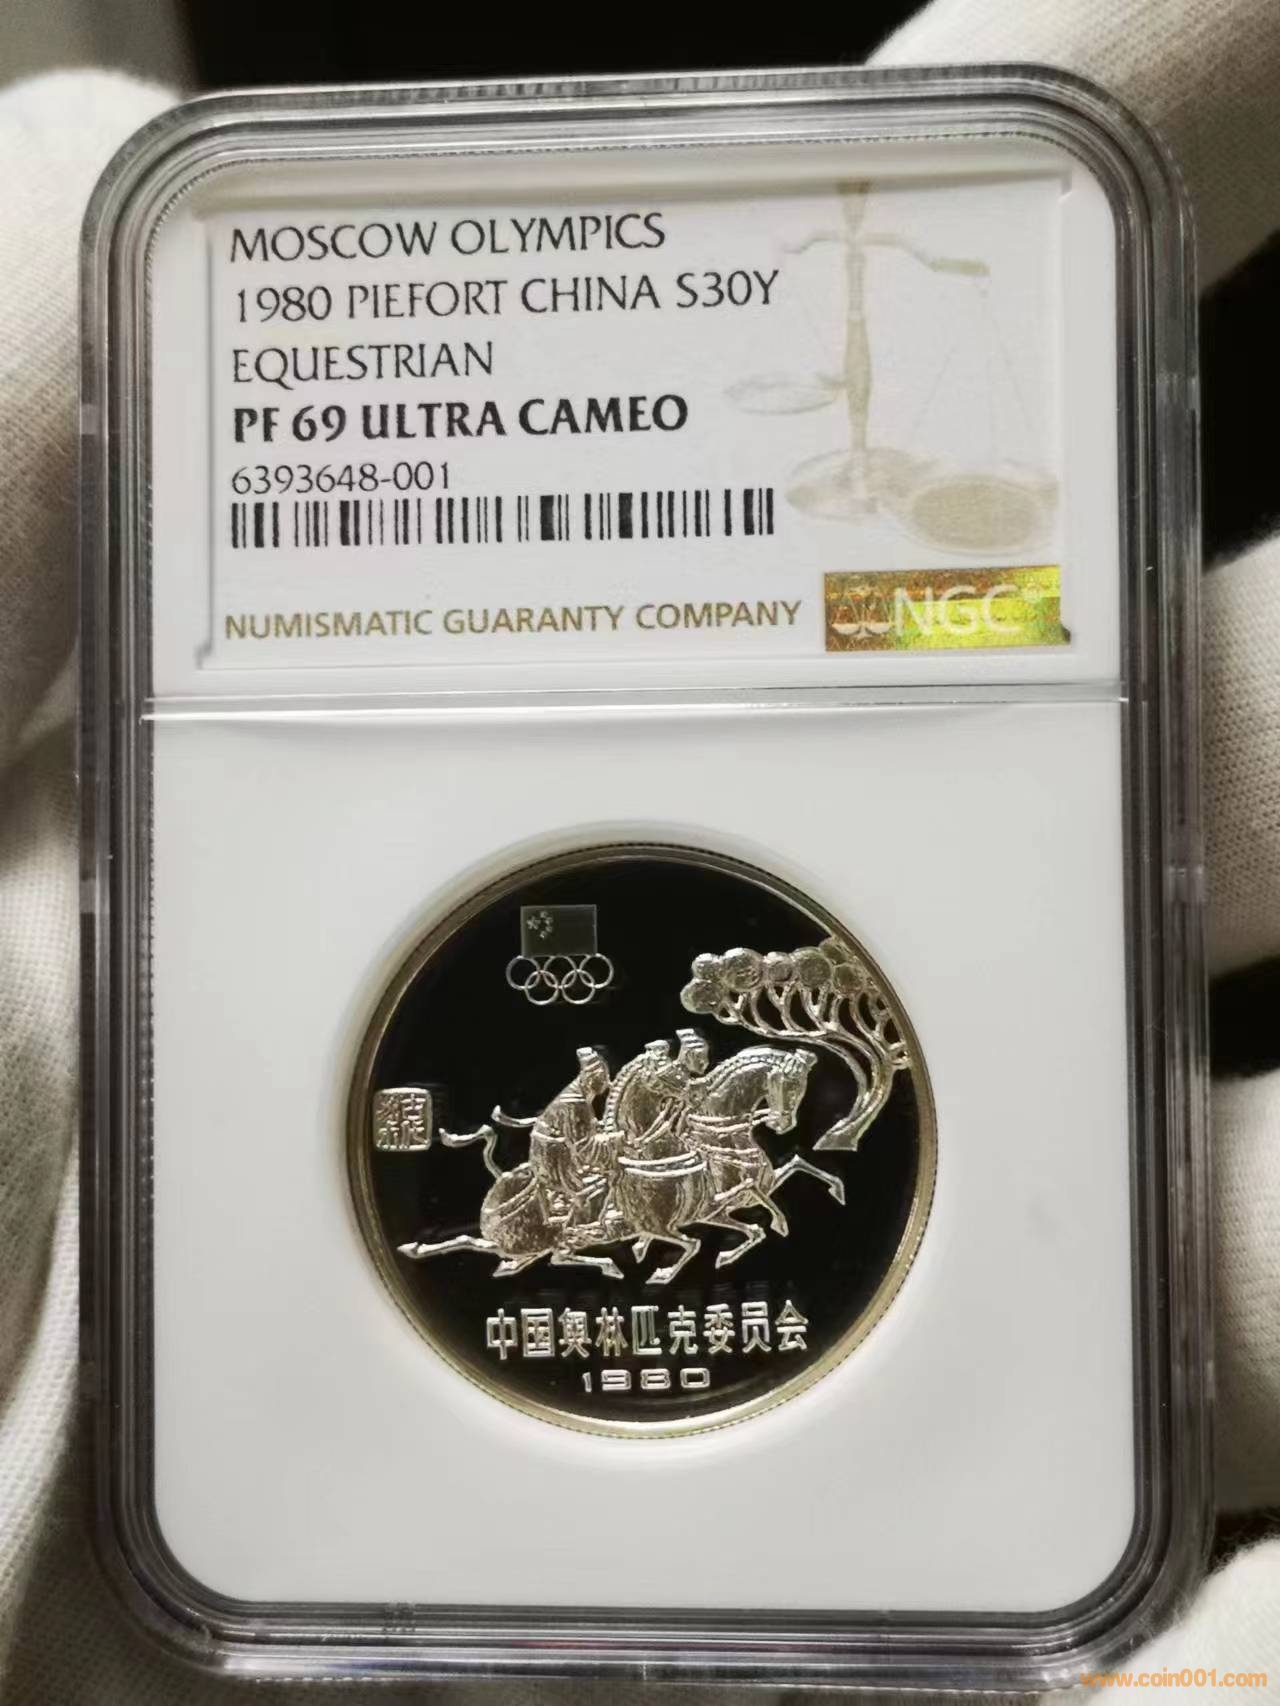 MOSCOW OLYMPICS
1980 PIEFORT CHINA S30Y
EQUESTRIAN
PF 69 ULTRA CAMEO
6393648-001
NUMISMATIC GUARANTY COMPANY
NGC
中国奥林匹克委员会
1980
www.coin001.com